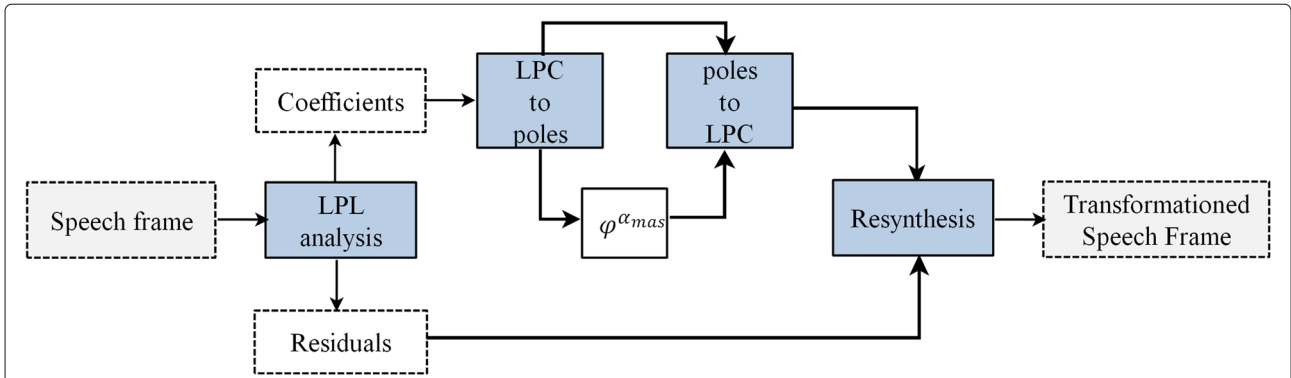 Speech frame
LPL
analysis
Coefficients
Residuals
LPC
to
poles
φ^α_mas
poles
to
LPC
Resynthesis
Transformationed
Speech Frame